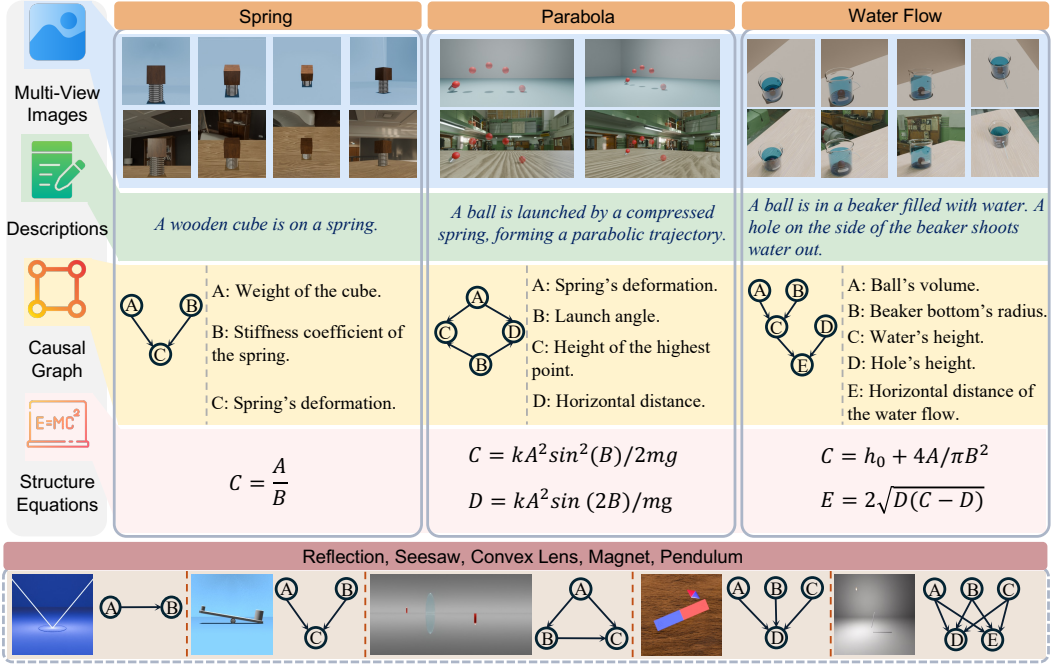 Spring
Parabola
Water Flow
Multi-View
Images
Descriptions
A wooden cube is on a spring.
A ball is launched by a compressed
spring, forming a parabolic trajectory.
A ball is in a beaker filled with water. A
hole on the side of the beaker shoots
water out.
Causal
Graph
A
B
C
A: Weight of the cube.
B: Stiffness coefficient of
the spring.
C: Spring's deformation.
A
C
D
B
A: Spring's deformation.
B: Launch angle.
C: Height of the highest
point.
D: Horizontal distance.
A
B
C
D
E
A: Ball's volume.
B: Beaker bottom's radius.
C: Water's height.
D: Hole's height.
E: Horizontal distance of
the water flow.
E=MC²
Structure
Equations
C = A/B
C = kA²sin²(B)/2mg
D = kA²sin (2B)/mg
C = h₀ + 4A/πB²
E = 2√D(C − D)
Reflection, Seesaw, Convex Lens, Magnet, Pendulum
A
B
A
B
C
A
B
C
A
B
C
D
A
B
C
D
E